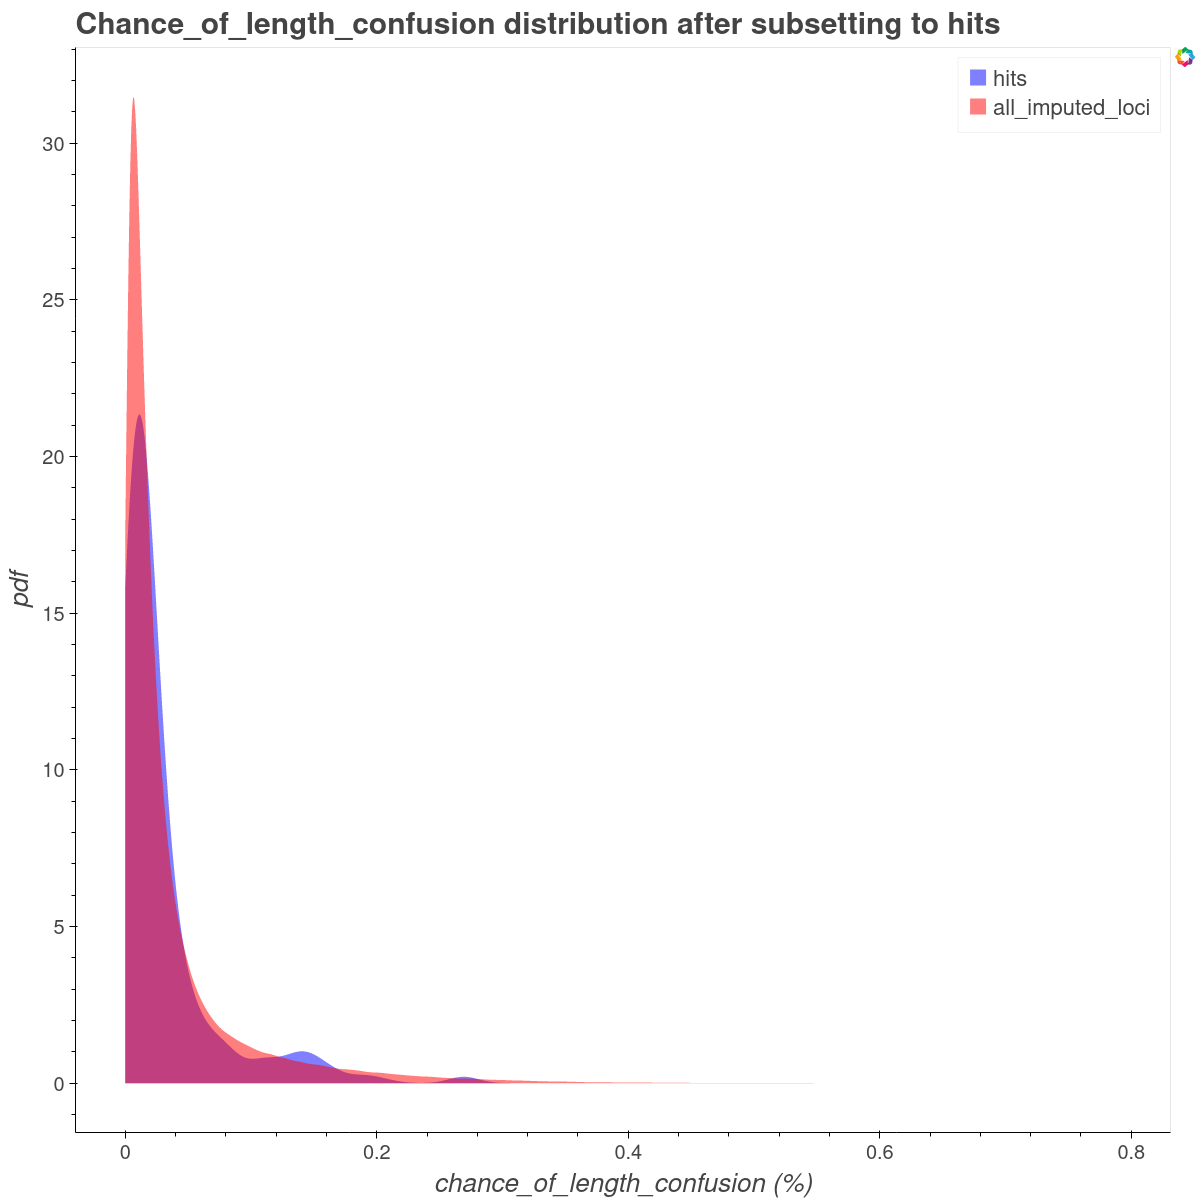 Chance_of_length_confusion distribution after subsetting to hits
hits
all_imputed_loci
30
25
20
15
10
5
0
pdf
0
0.2
0.4
0.6
0.8
chance_of_length_confusion (%)